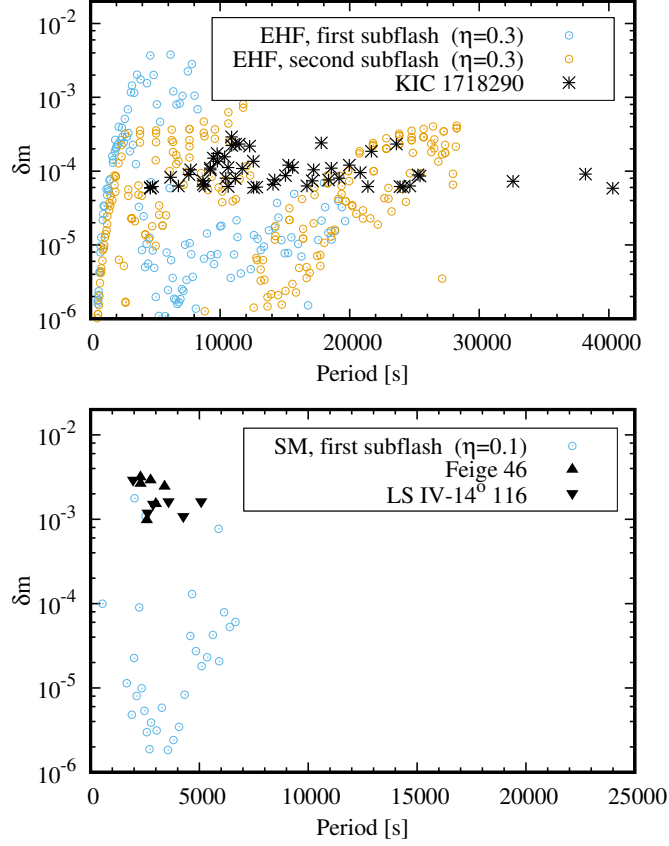 10⁻²
10⁻³
10⁻⁴
10⁻⁵
10⁻⁶
δm
EHF, first subflash (η=0.3)
EHF, second subflash (η=0.3)
KIC 1718290
0 10000 20000 30000 40000
Period [s]
10⁻²
10⁻³
10⁻⁴
10⁻⁵
10⁻⁶
δm
SM, first subflash (η=0.1)
Feige 46
LS IV-14° 116
0 5000 10000 15000 20000 25000
Period [s]